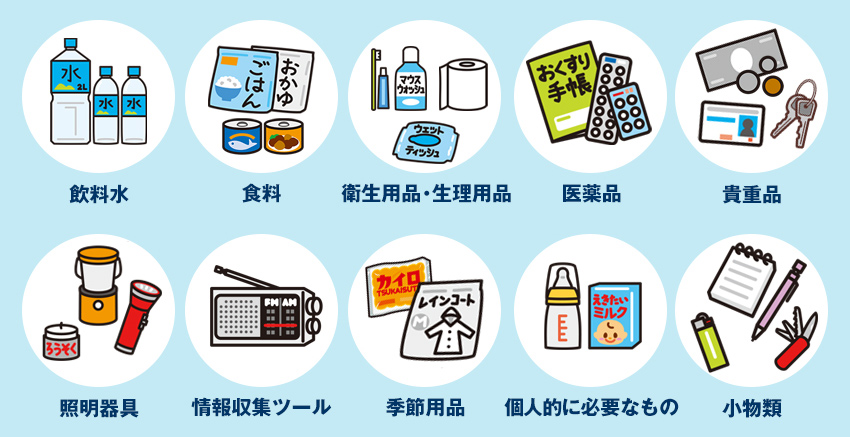 水
2L
水
水
ごはん
おかゆ
マウス
ウォッシュ
ウェット
ティッシュ
おくすり
手帳
飲料水
食料
衛生用品・生理用品
医薬品
貴重品
ろうそく
FM AM
カイロ
TSUKAISUT
レインコート
M
えきたい
ミルク
照明器具
情報収集ツール
季節用品
個人的に必要なもの
小物類